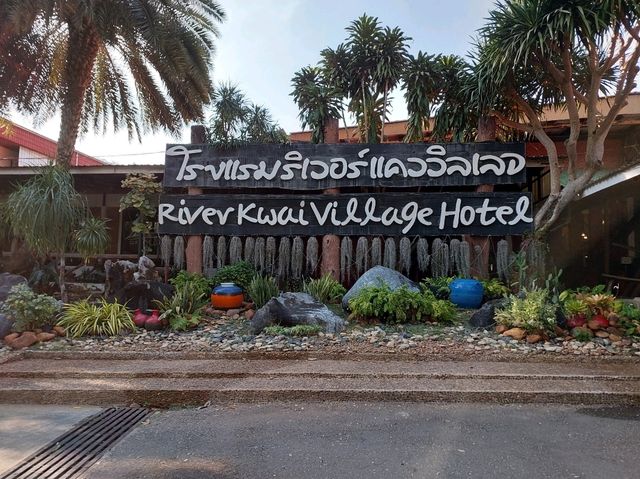 โรงแรมริเวอร์แคววิลเลจ
River Kwai Village Hotel